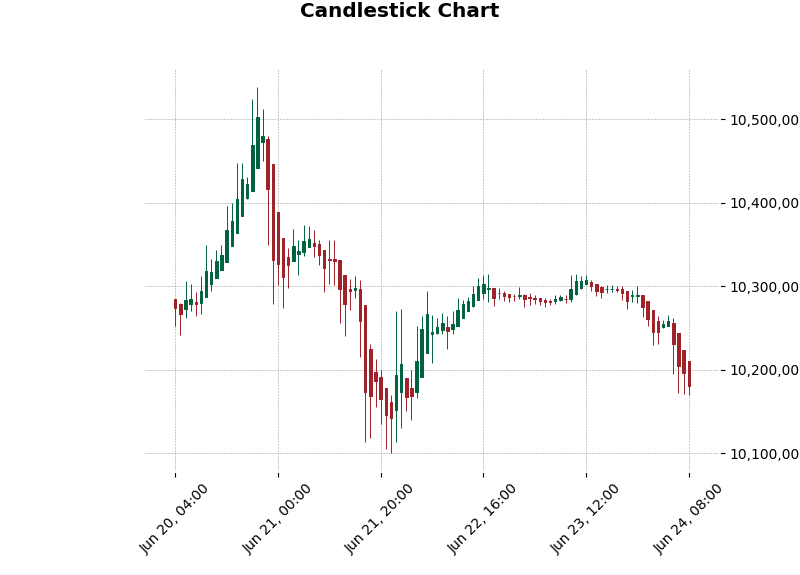 Candlestick Chart
10,500,00
10,400,00
10,300,00
10,200,00
10,100,00
Jun 20, 04:00
Jun 21, 00:00
Jun 21, 20:00
Jun 22, 16:00
Jun 23, 12:00
Jun 24, 08:00